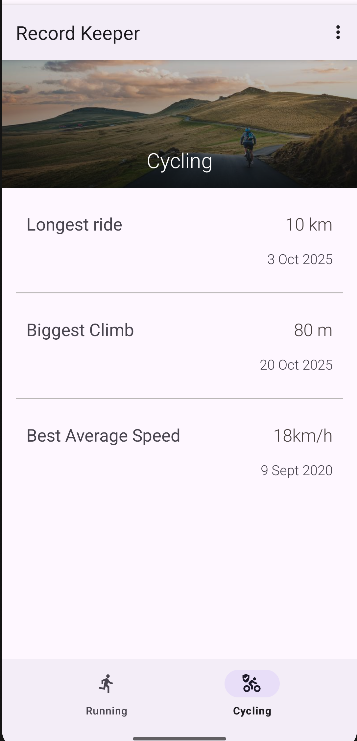 Record Keeper
Cycling
Longest ride 10 km
3 Oct 2025
Biggest Climb 80 m
20 Oct 2025
Best Average Speed 18km/h
9 Sept 2020
Running Cycling